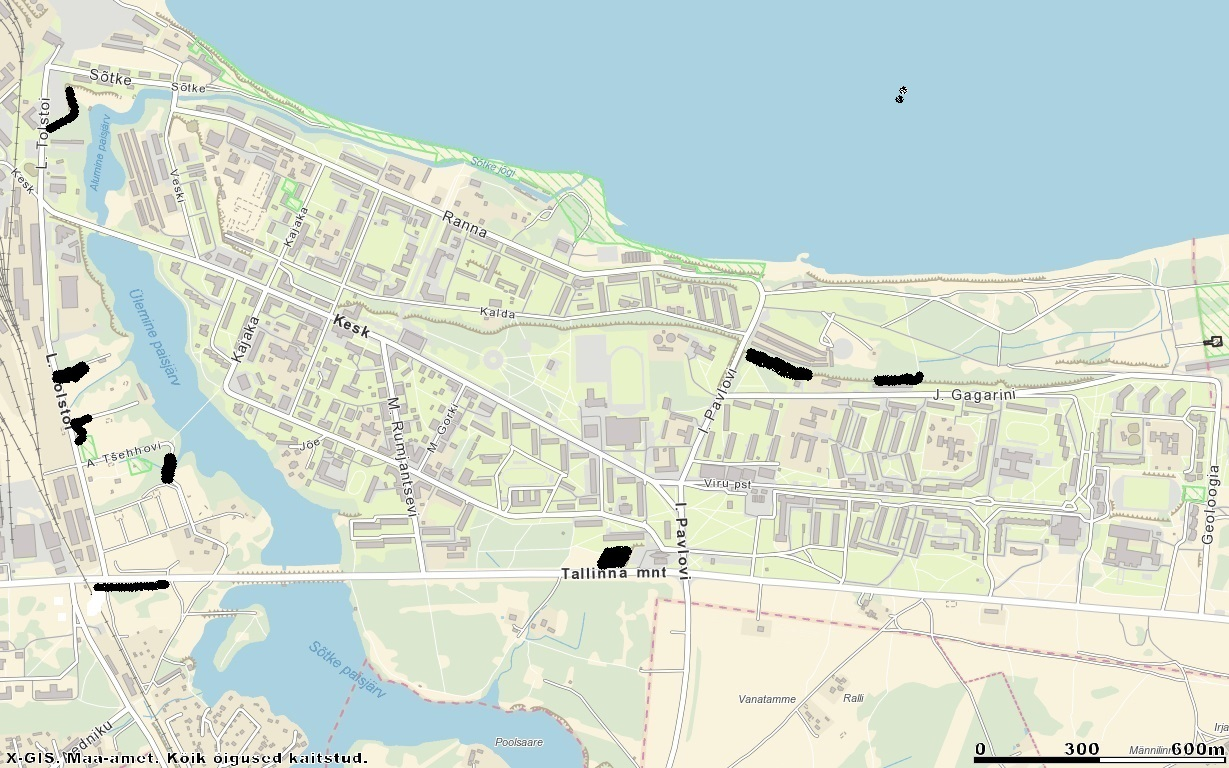 Sõtke
Sõtke
L. Tolstoi
Alumine paisjärv
Kesk
Veski
Sõtke jõgi
Kajaka
Ranna
Ülemine paisjärv
Kalda
Kesk
Kajaka
L. Tolstoi
I. Pavlovi
J. Gagarini
M. Rumjantsevi
M. Gorki
Jõe
A. Tšehhovi
Viru pst
Geoloogia
I. Pavlovi
Tallinna mnt
Sõtke paisjärv
Vanatamme
Ralli
Poolsaare
Männilinn
X-GIS. Maa-amet. Kõik õigused kaitstud.
0 300 600m